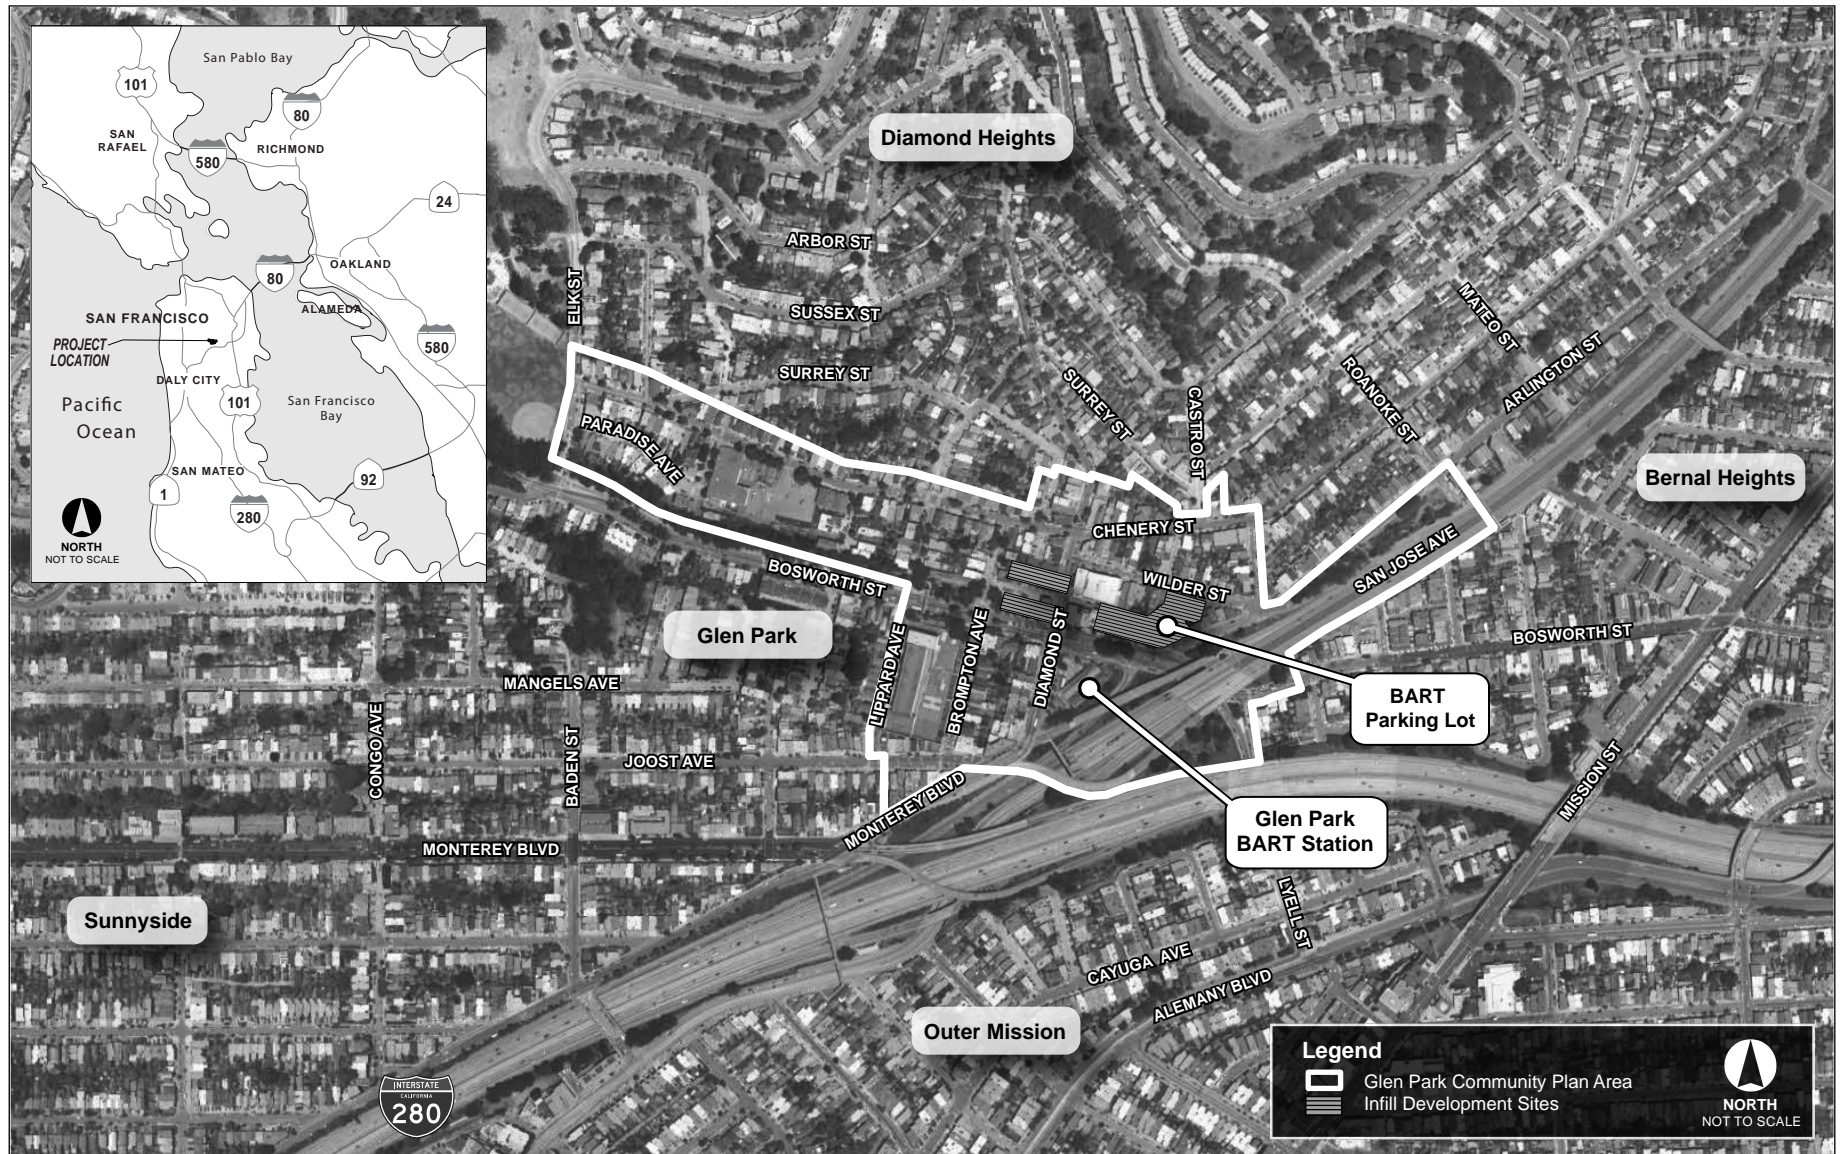 San Pablo Bay
101
80
SAN
RAFAEL
580
RICHMOND
24
80
OAKLAND
ALAMEDA
SAN FRANCISCO
580
PROJECT
LOCATION
DALY CITY
101
San Francisco
Bay
Pacific
Ocean
SAN MATEO
92
1
280
NORTH
NOT TO SCALE
Diamond Heights
ARBOR ST
ELK ST
SUSSEX ST
SURREY ST
SURREY ST
CASTRO ST
MATEO ST
ROANOKE ST
ARLINGTON ST
PARADISE AVE
Bernal Heights
CHENERY ST
SAN JOSE AVE
BOSWORTH ST
WILDER ST
Glen Park
LIPPARD AVE
BROMPTON AVE
DIAMOND ST
BOSWORTH ST
MANGELS AVE
BART
Parking Lot
CONGO AVE
BADEN ST
JOOST AVE
MISSION ST
MONTEREY BLVD
Glen Park
BART Station
MONTEREY BLVD
Sunnyside
LYELL ST
CAYUGA AVE
ALEMANY BLVD
Outer Mission
INTERSTATE
CALIFORNIA
280
Legend
Glen Park Community Plan Area
Infill Development Sites
NORTH
NOT TO SCALE